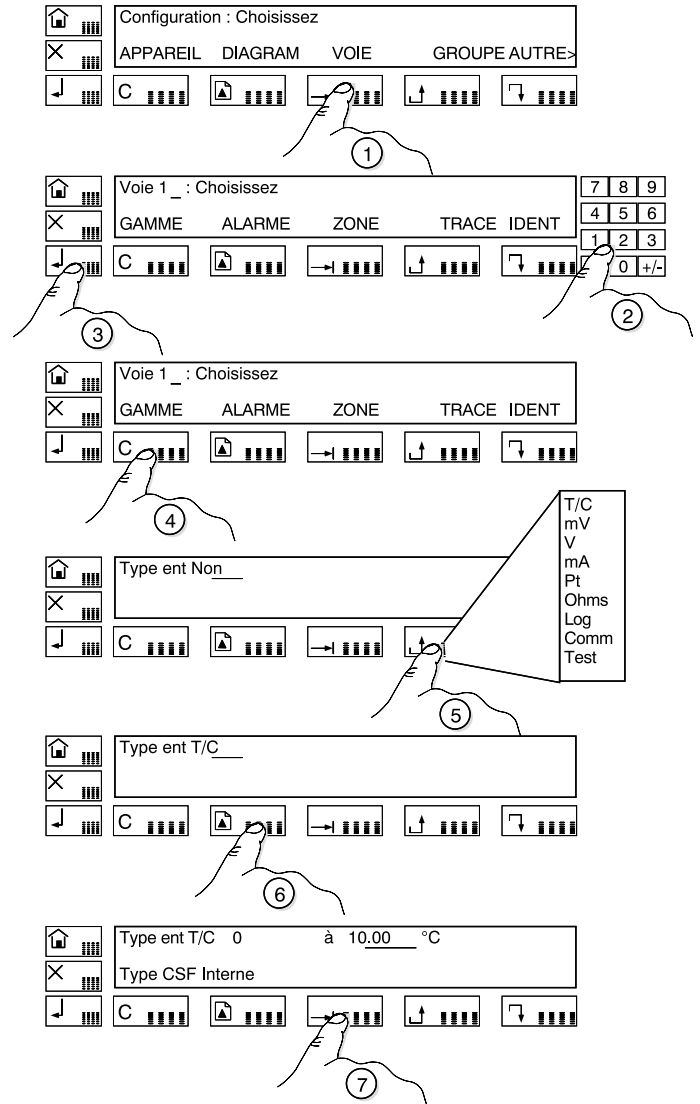 Configuration : Choisissez
APPAREIL DIAGRAM VOIE GROUPE AUTRE>
C
1
Voie 1_ : Choisissez
GAMME ALARME ZONE TRACE IDENT
C
7 8 9
4 5 6
1 2 3
0 +/-
3
2
Voie 1_ : Choisissez
GAMME ALARME ZONE TRACE IDENT
C
4
T/C
mV
V
mA
Pt
Ohms
Log
Comm
Test
Type ent Non
C
5
Type ent T/C
C
6
Type ent T/C 0 à 10.00 °C
Type CSF Interne
C
7